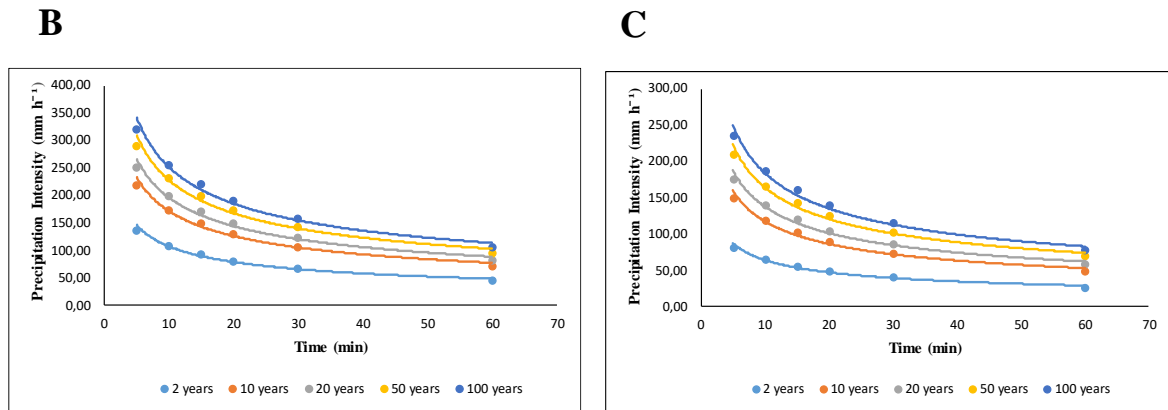 B
Precipitation Intensity (mm h⁻¹)
400,00
350,00
300,00
250,00
200,00
150,00
100,00
50,00
0,00
0 10 20 30 40 50 60 70
Time (min)
2 years 10 years 20 years 50 years 100 years
C
Precipitation Intensity (mm h⁻¹)
300,00
250,00
200,00
150,00
100,00
50,00
0,00
0 10 20 30 40 50 60 70
Time (min)
2 years 10 years 20 years 50 years 100 years